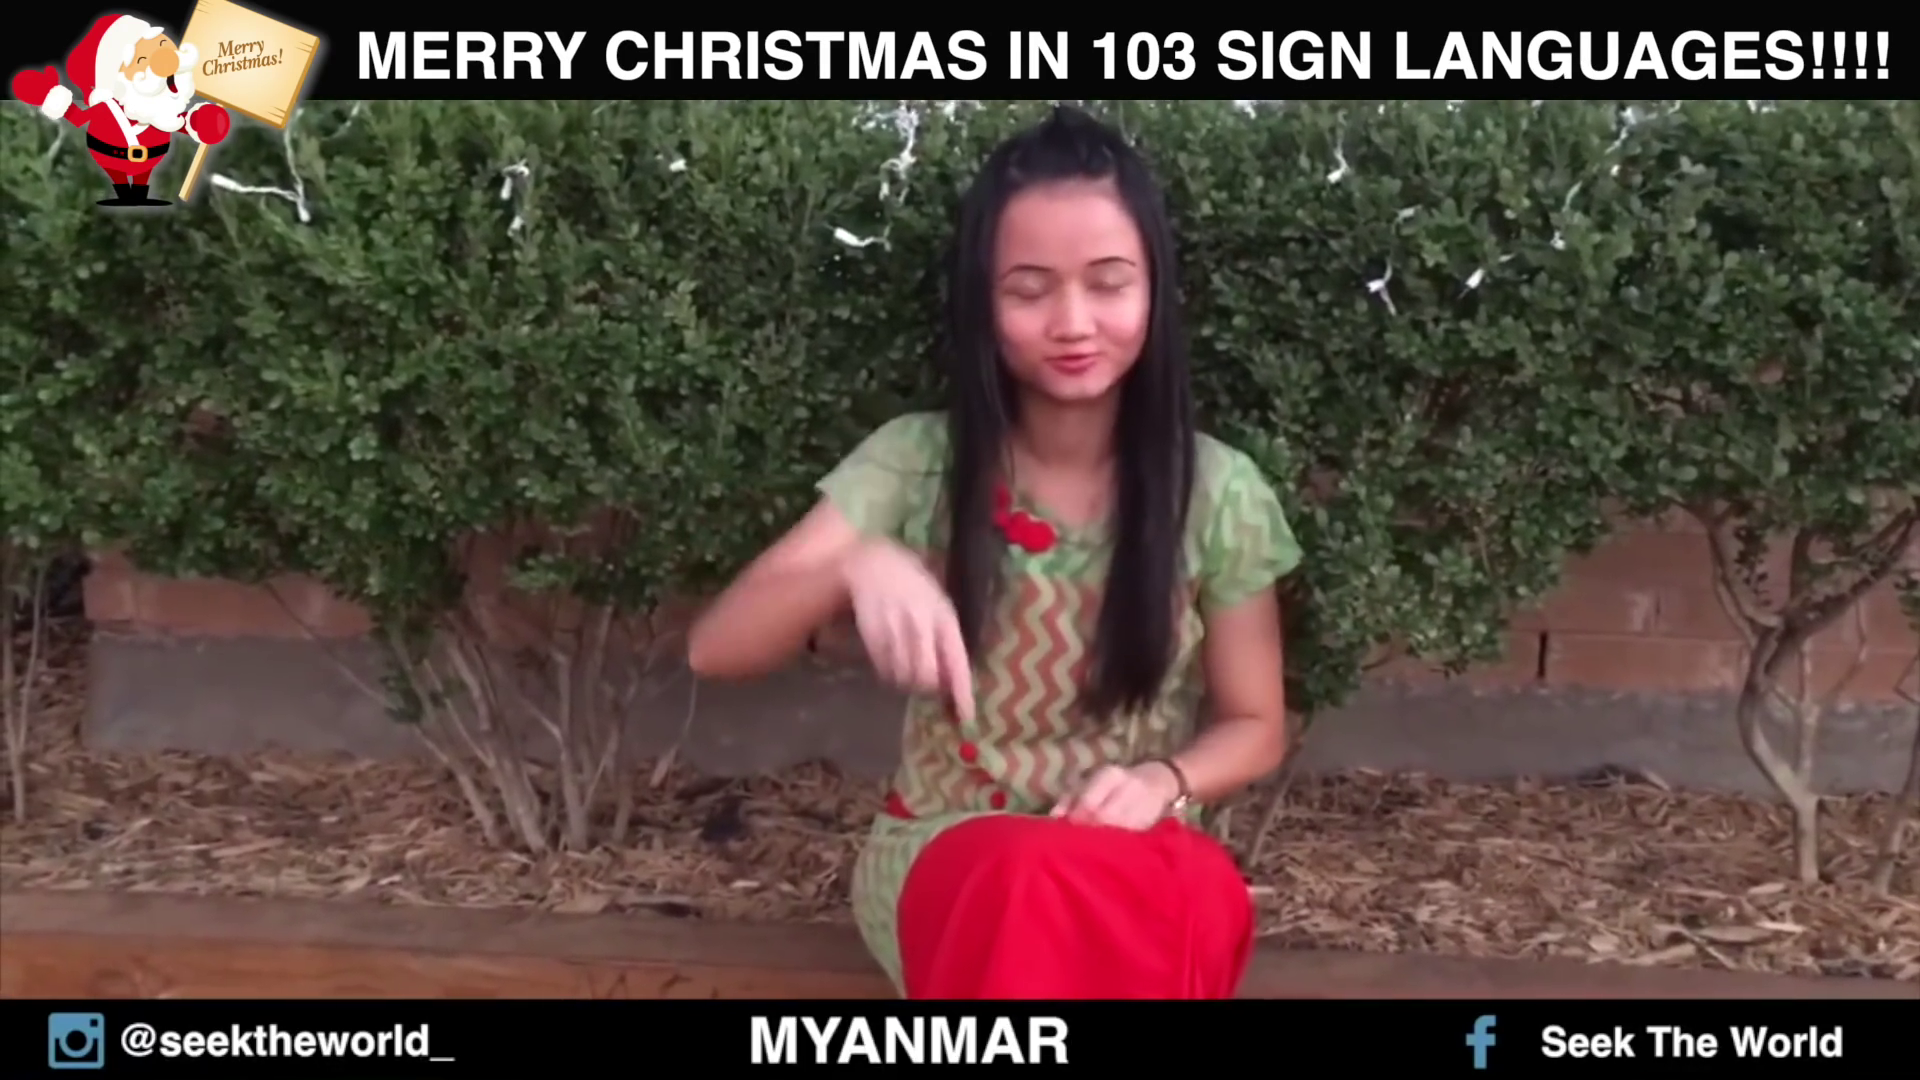 Merry
Christmas!
MERRY CHRISTMAS IN 103 SIGN LANGUAGES!!!!
@seektheworld_
MYANMAR
Seek The World